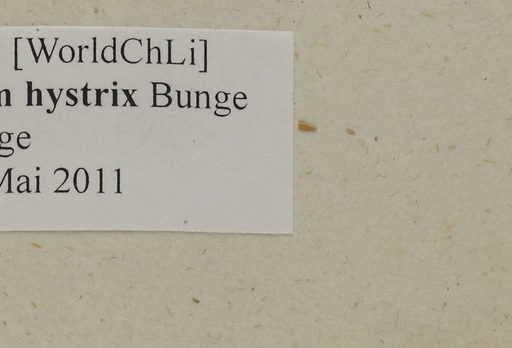 [WorldChLi]
hystrix Bunge
ge
Mai 2011